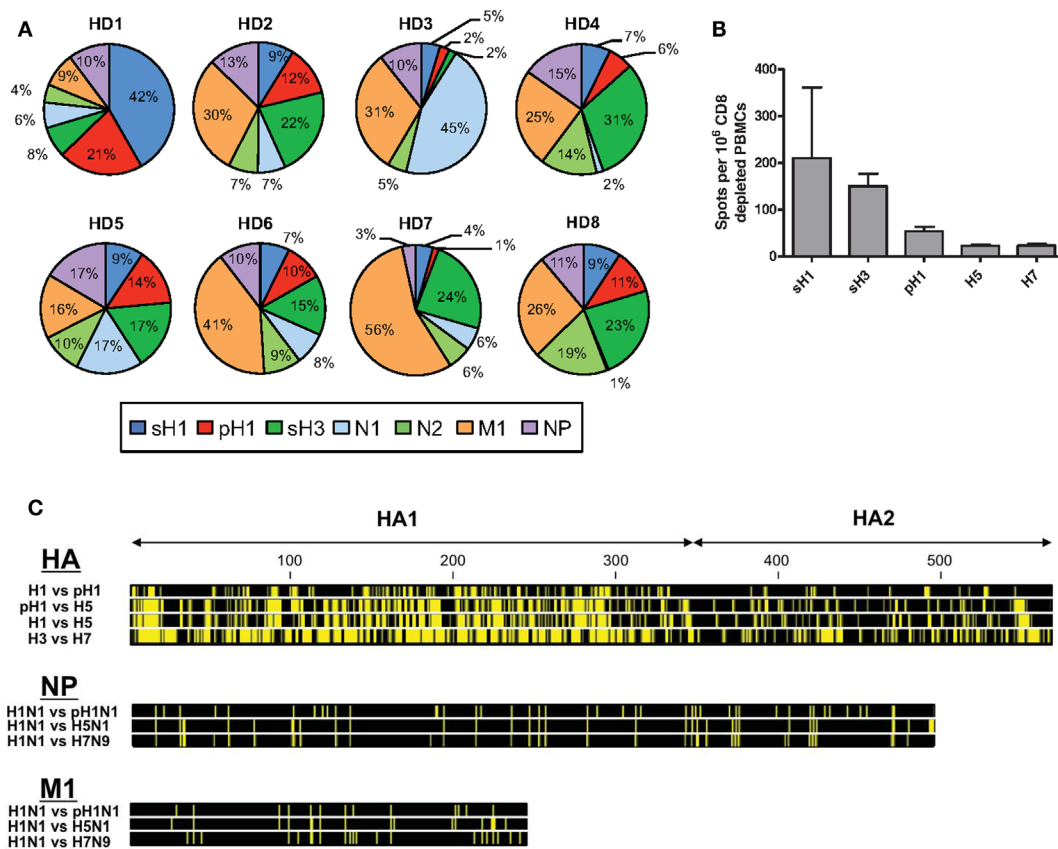 A
HD1
10%
42%
21%
8%
6%
4%
9%
HD2
13%
9%
12%
22%
7%
7%
30%
HD3
10%
5%
2%
2%
45%
5%
31%
HD4
15%
7%
6%
31%
2%
14%
25%
HD5
17%
9%
14%
17%
17%
10%
16%
HD6
10%
7%
10%
15%
8%
9%
41%
HD7
3%
4%
1%
24%
6%
6%
56%
HD8
11%
9%
11%
23%
1%
19%
26%
sH1 pH1 sH3 N1 N2 M1 NP
B
Spots per 10⁶ CD8
depleted PBMCs
400
300
200
100
0
sH1 sH3 pH1 H5 H7
C
HA1 HA2
HA
100 200 300 400 500
H1 vs pH1
pH1 vs H5
H1 vs H5
H3 vs H7
NP
H1N1 vs pH1N1
H1N1 vs H5N1
H1N1 vs H7N9
M1
H1N1 vs pH1N1
H1N1 vs H5N1
H1N1 vs H7N9